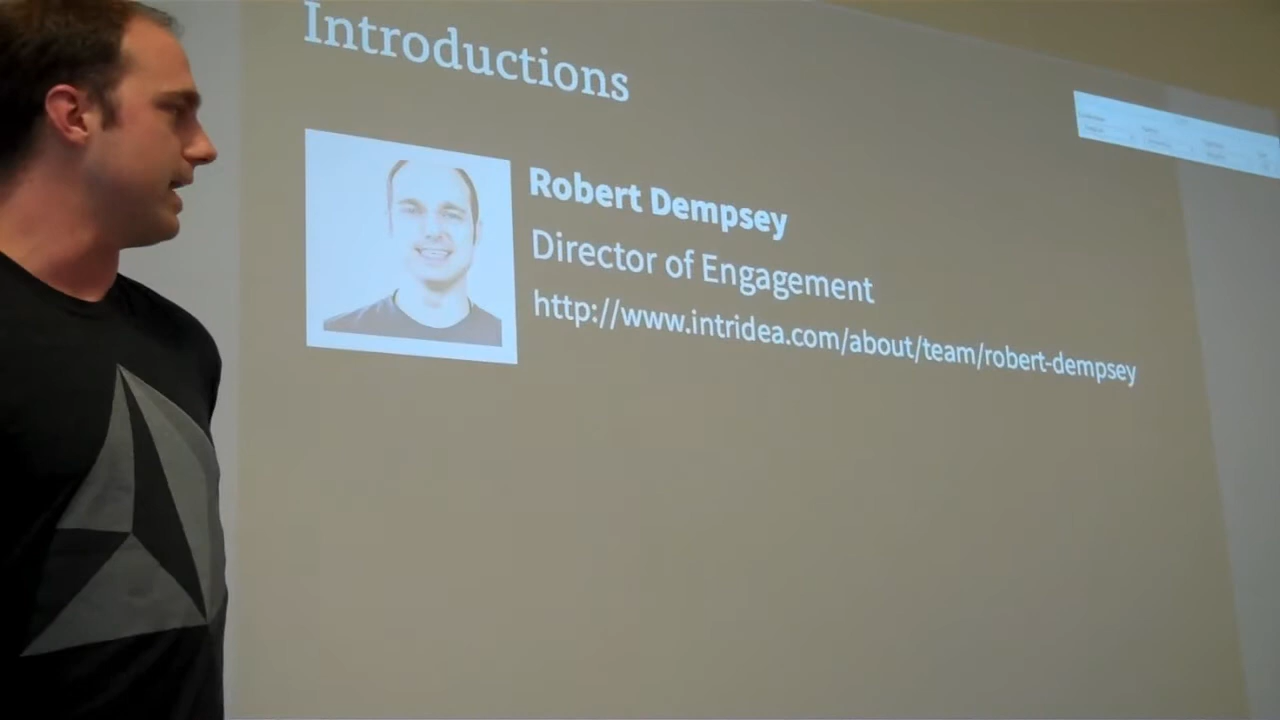 Introductions
Robert Dempsey
Director of Engagement
http://www.intridea.com/about/team/robert-dempsey